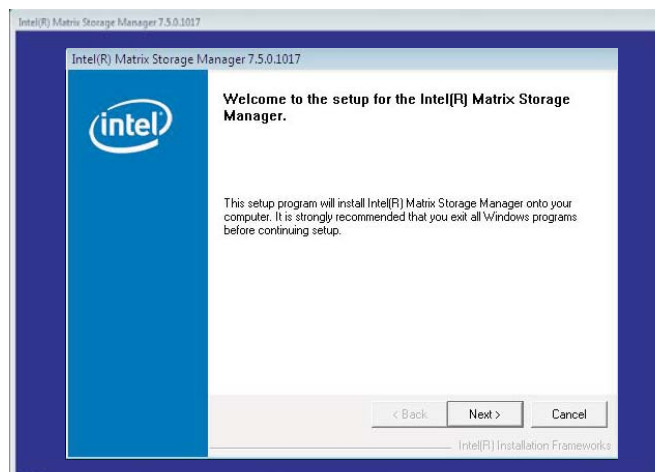 Intel(R) Matrix Storage Manager 7.5.0.1017
Intel(R) Matrix Storage Manager 7.5.0.1017
intel
Welcome to the setup for the Intel(R) Matrix Storage
Manager.
This setup program will install Intel(R) Matrix Storage Manager onto your
computer. It is strongly recommended that you exit all Windows programs
before continuing setup.
< Back
Next >
Cancel
Intel(R) Installation Frameworks